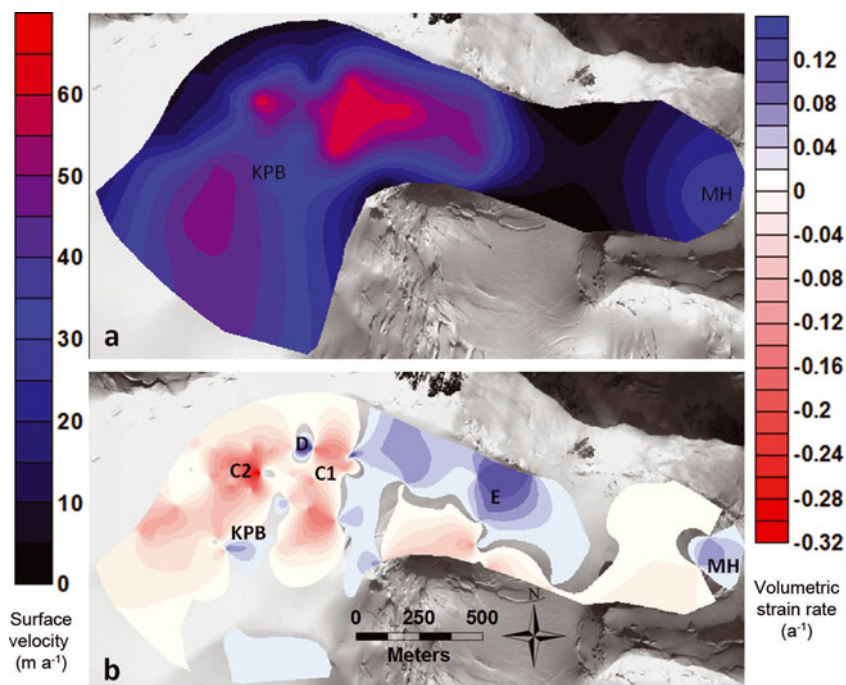 60
50
40
30
20
10
0
Surface
velocity
(m a⁻¹)
KPB
MH
a
0.12
0.08
0.04
0
-0.04
-0.08
-0.12
-0.16
-0.2
-0.24
-0.28
-0.32
Volumetric
strain rate
(a⁻¹)
D
C2
C1
E
KPB
MH
N
0 250 500
Meters
b